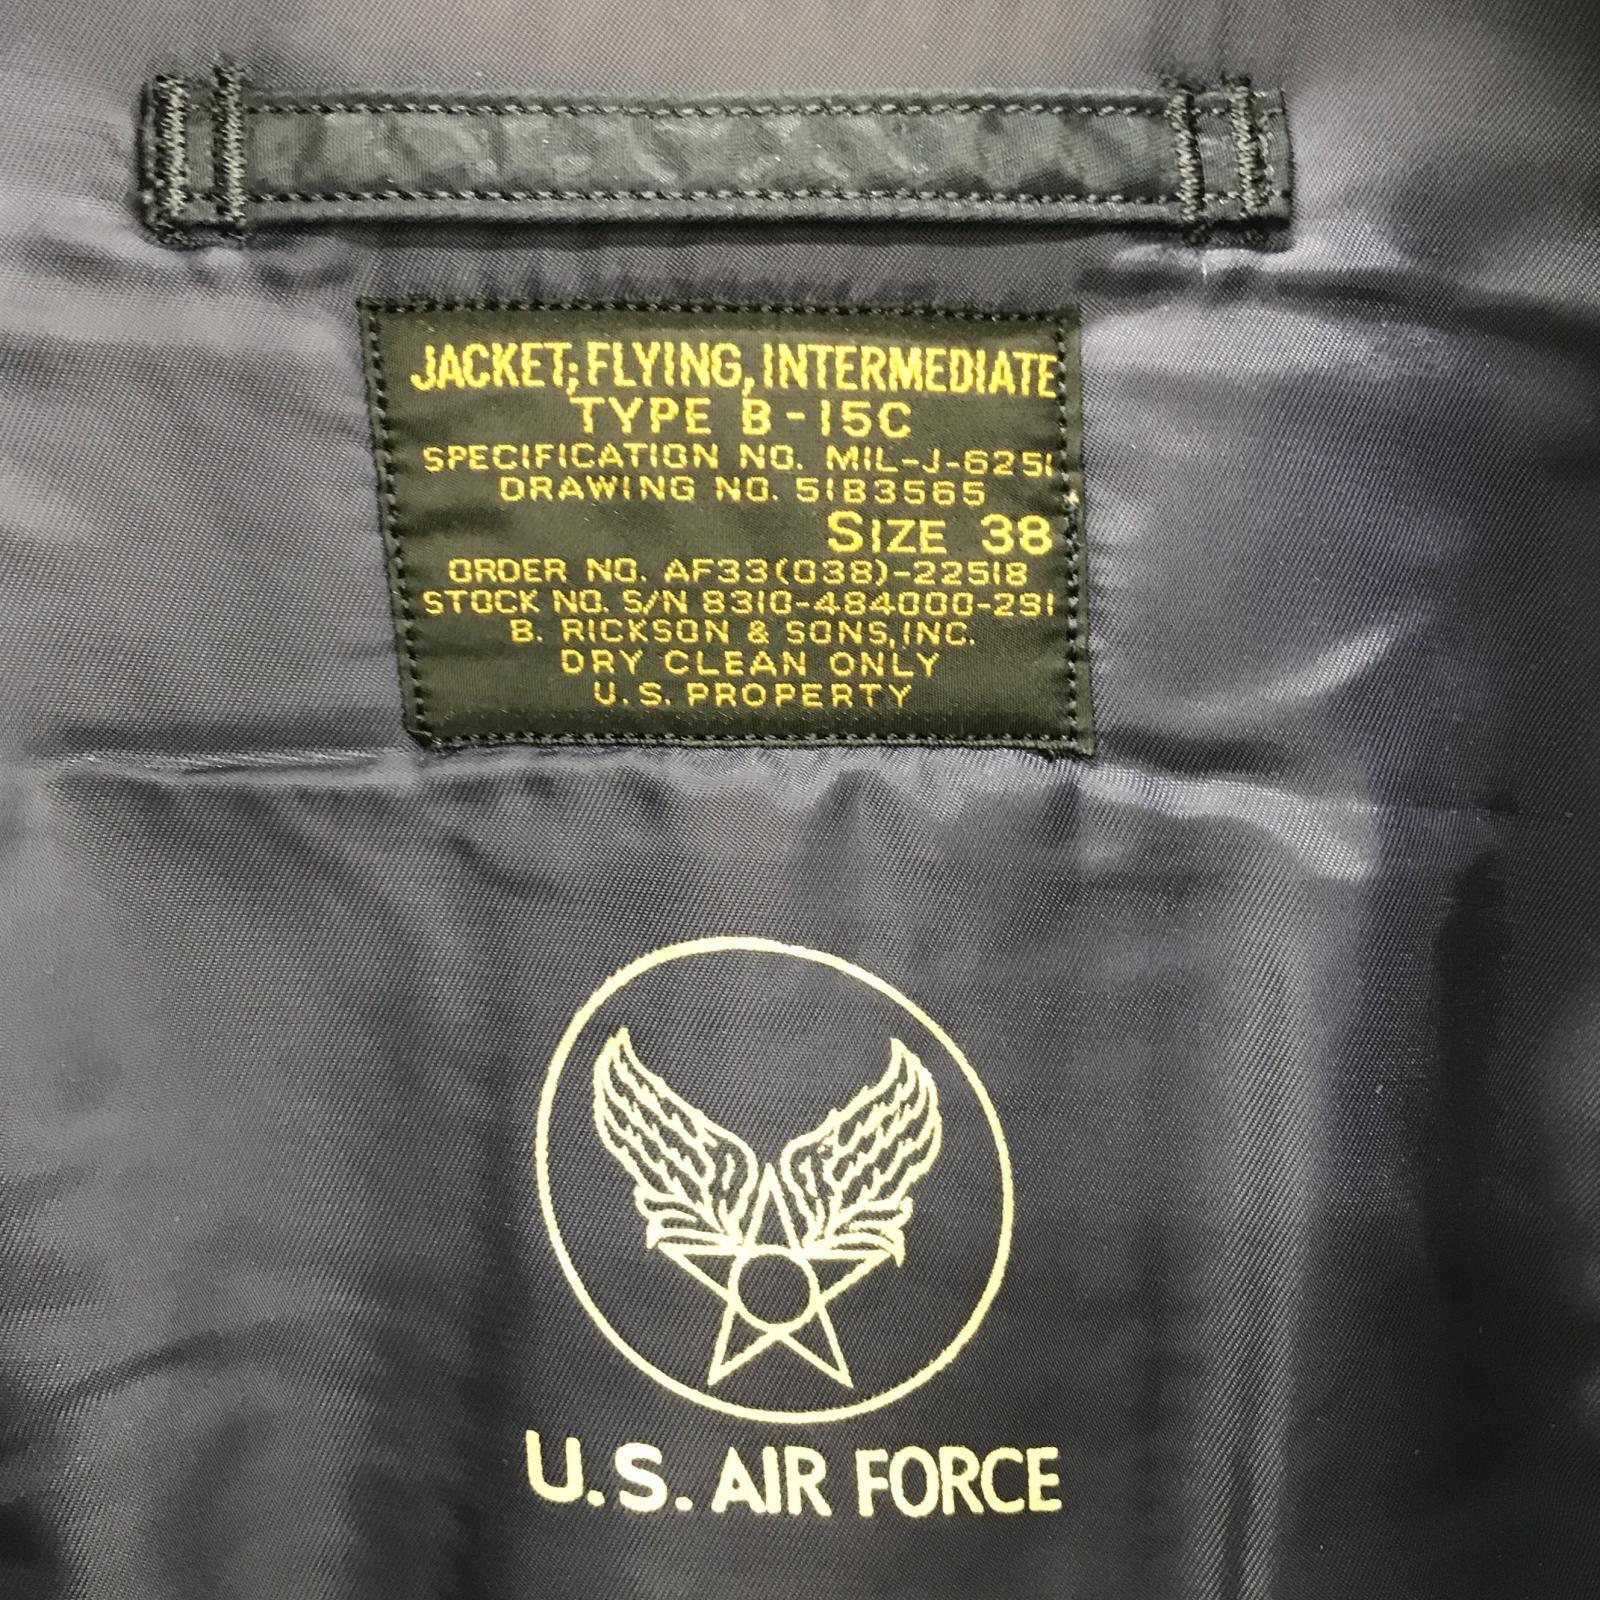 JACKET; FLYING, INTERMEDIATE
TYPE B-15C
SPECIFICATION NO. MIL-J-6251
DRAWING NO. 51B3565
SIZE 38
ORDER NO. AF33(038)-22518
STOCK NO. S/N 8310-484000-291
B. RICKSON & SONS, INC.
DRY CLEAN ONLY
U.S. PROPERTY
U.S. AIR FORCE